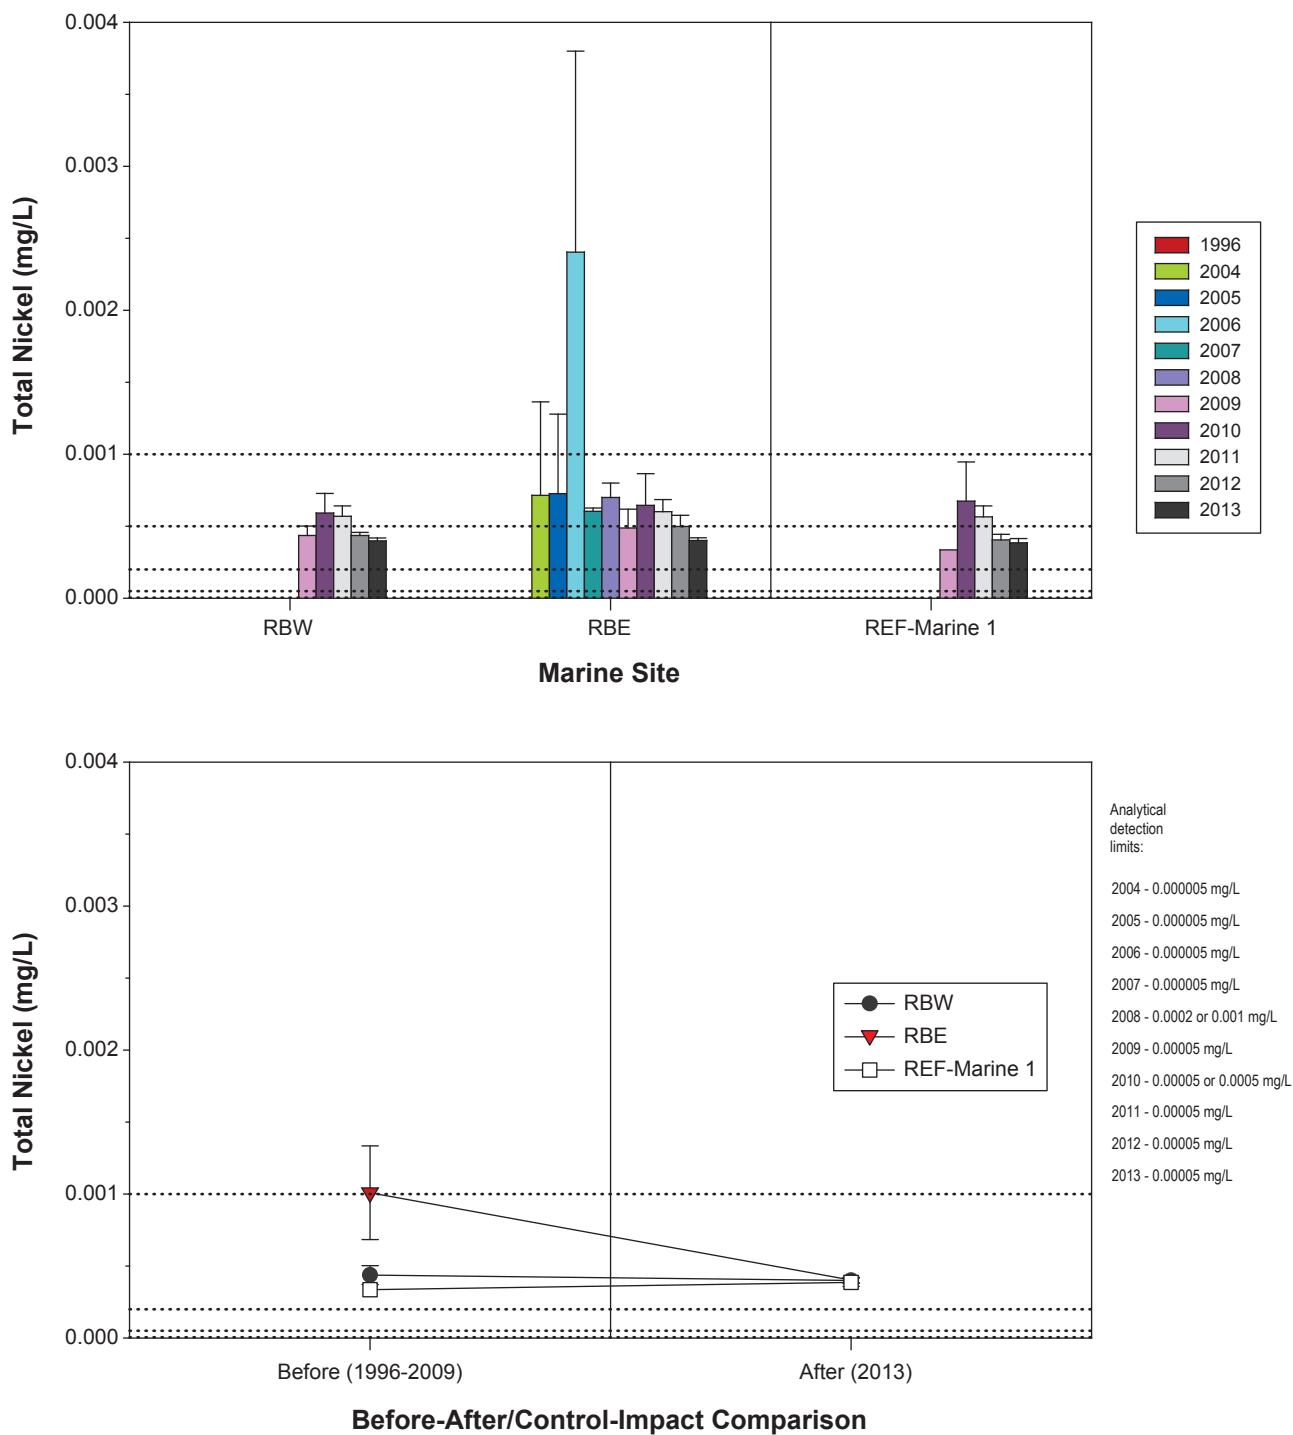 0.004
0.003
0.002
0.001
0.000
Total Nickel (mg/L)
RBW
RBE
REF-Marine 1
Marine Site
1996
2004
2005
2006
2007
2008
2009
2010
2011
2012
2013
0.004
0.003
0.002
0.001
0.000
Total Nickel (mg/L)
RBW
RBE
REF-Marine 1
Before (1996-2009)
After (2013)
Before-After/Control-Impact Comparison
Analytical
detection
limits:
2004 - 0.000005 mg/L
2005 - 0.000005 mg/L
2006 - 0.000005 mg/L
2007 - 0.000005 mg/L
2008 - 0.0002 or 0.001 mg/L
2009 - 0.00005 mg/L
2010 - 0.00005 or 0.0005 mg/L
2011 - 0.00005 mg/L
2012 - 0.00005 mg/L
2013 - 0.00005 mg/L